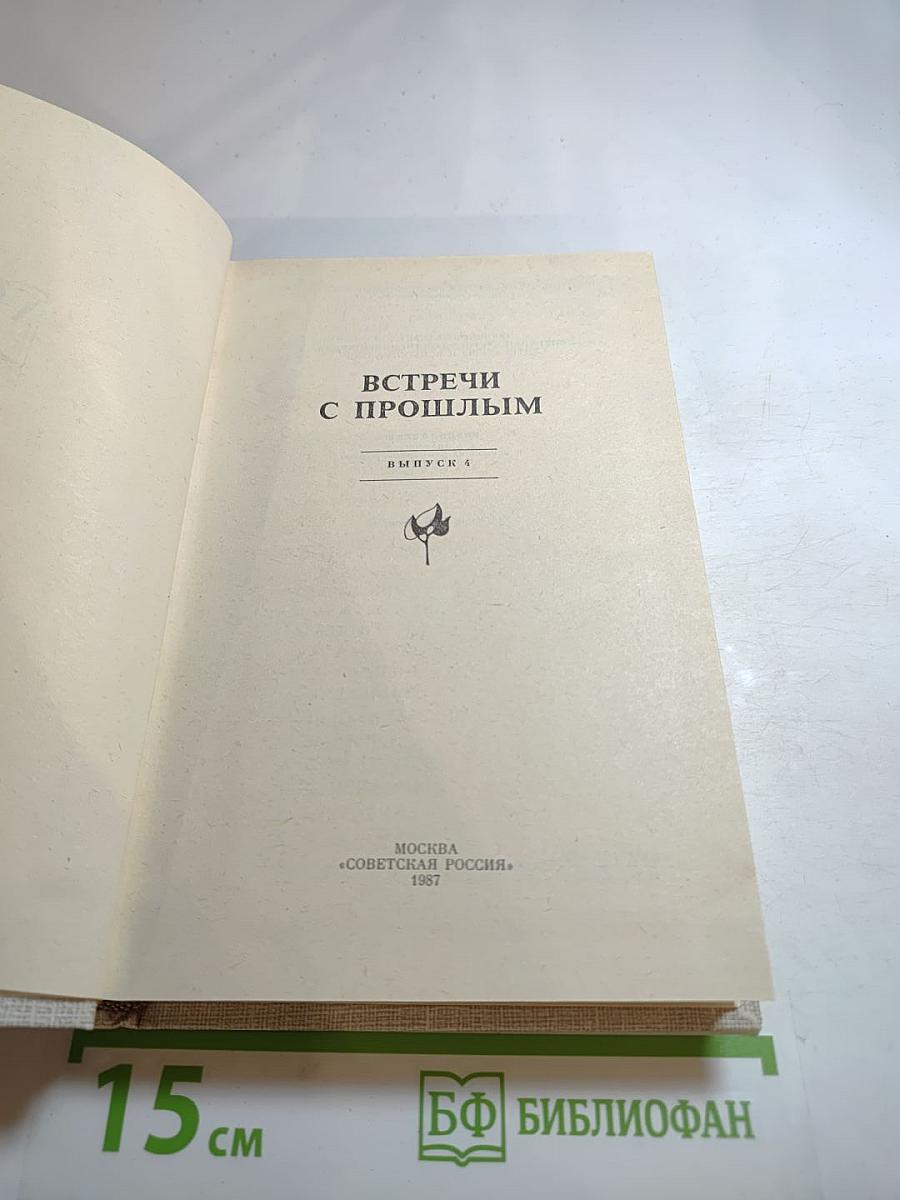 ВСТРЕЧИ
С ПРОШЛЫМ
ВЫПУСК 4
МОСКВА
«СОВЕТСКАЯ РОССИЯ»
1987
15 см
БФ БИБЛИОФАН